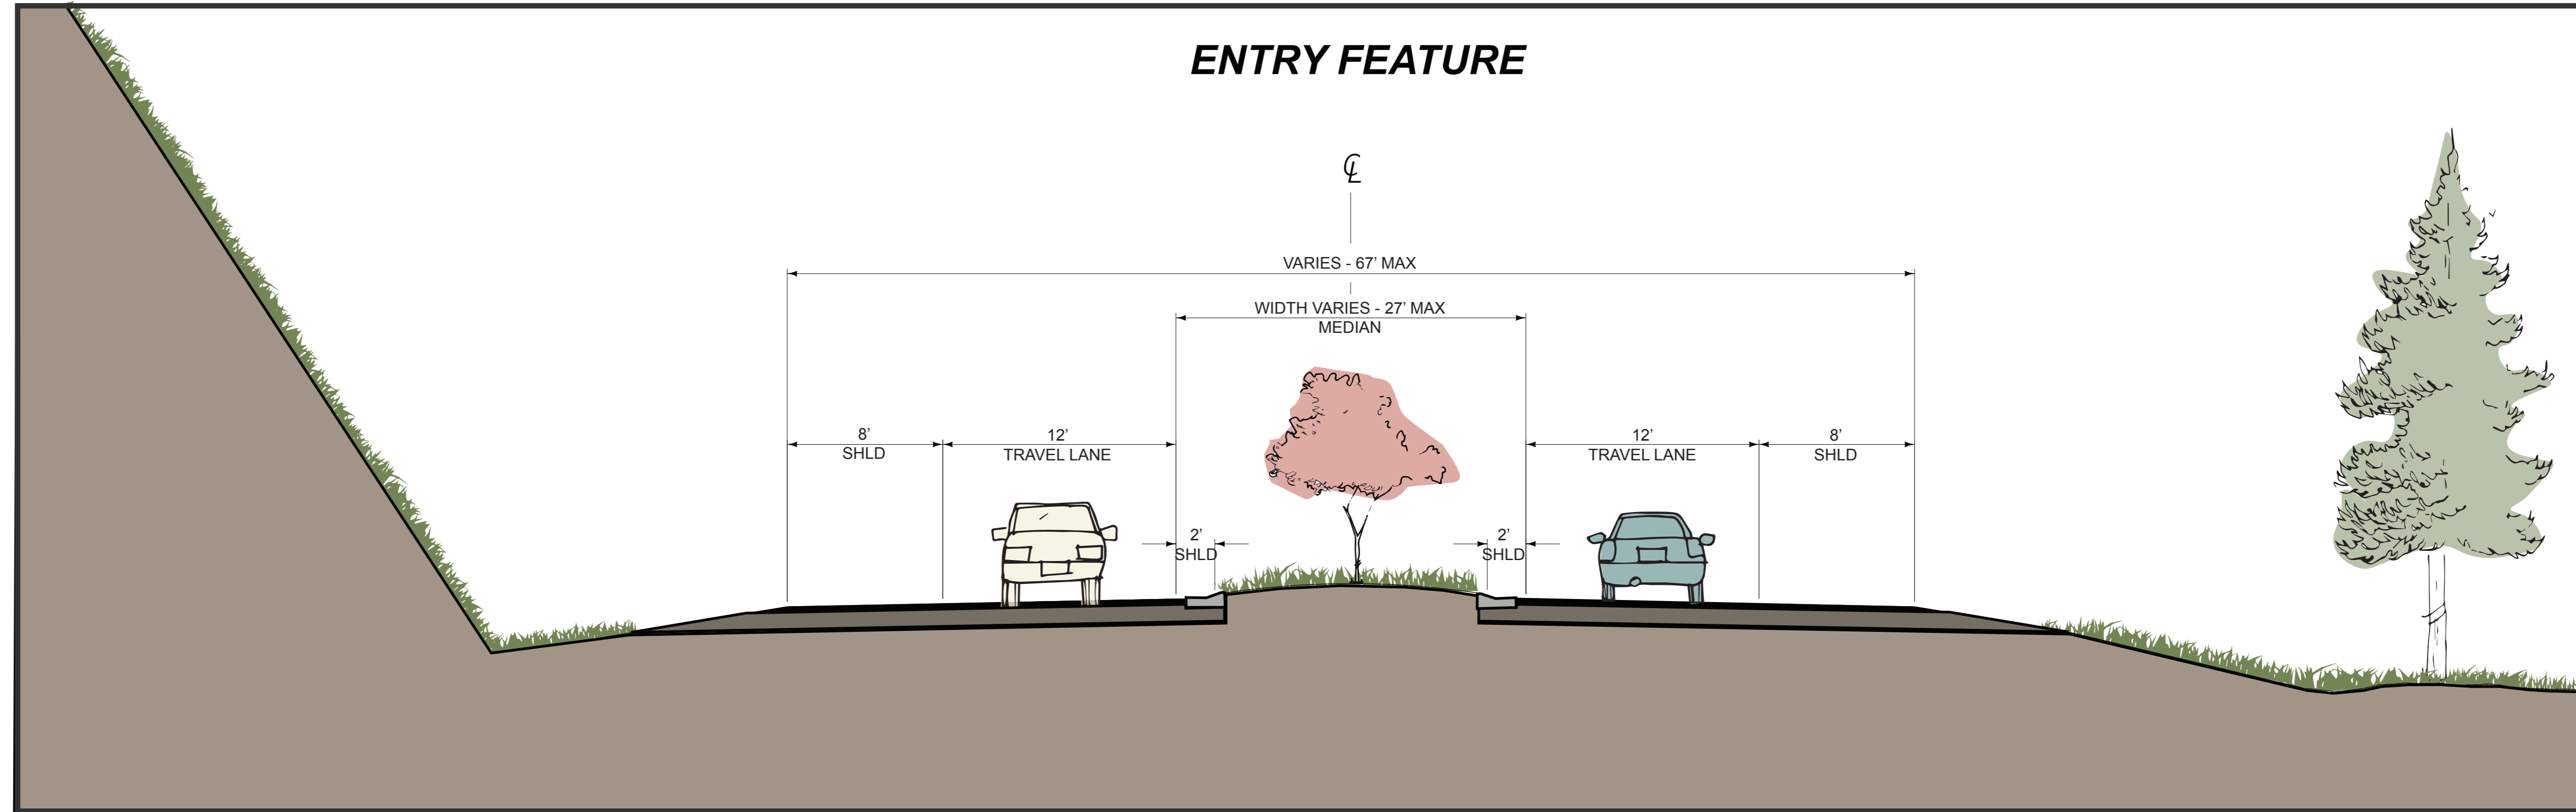 ENTRY FEATURE
℄
VARIES - 67’ MAX
WIDTH VARIES - 27’ MAX
MEDIAN
8’
SHLD
12’
TRAVEL LANE
12’
TRAVEL LANE
8’
SHLD
2’
SHLD
2’
SHLD